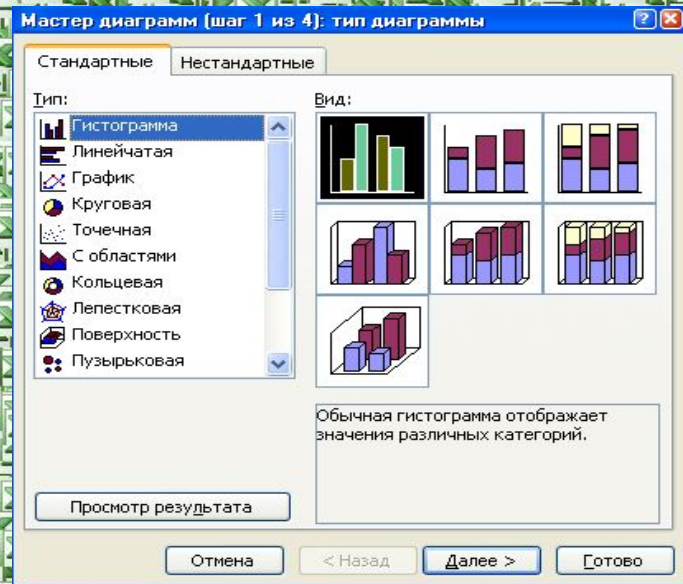 Мастер диаграмм (шаг 1 из 4): тип диаграммы
Стандартные
Нестандартные
Тип:
Гистограмма
Линейчатая
График
Круговая
Точечная
С областями
Кольцевая
Лепестковая
Поверхность
Пузырьковая
Вид:
Обычная гистограмма отображает
значения различных категорий.
Просмотр результата
Отмена
< Назад
Далее >
Готово